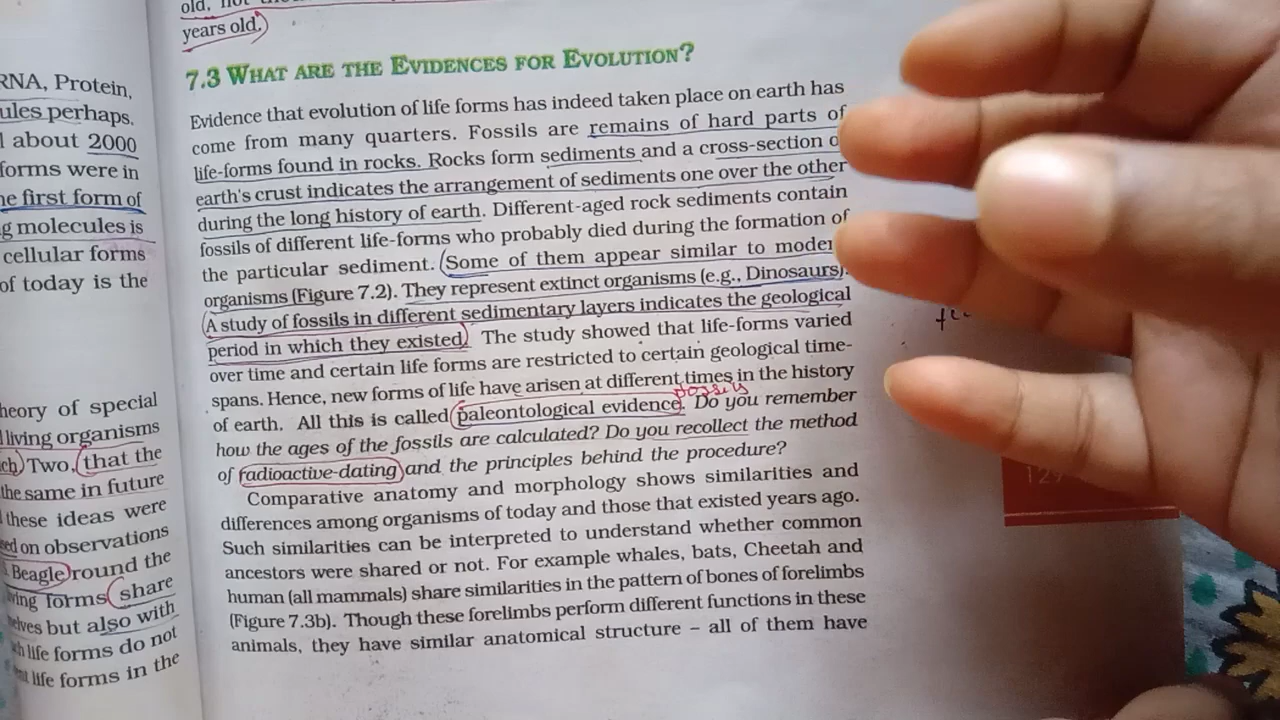 old, not
years old.)
RNA, Protein,
ules perhaps,
l about 2000
forms were in
e first form of
g molecules is
cellular forms
of today is the
heory of special
living organisms
ch) Two, (that the
the same in future
these ideas were
ed on observations
Beagle) round the
ving forms (share
elves but also with
h life forms do not
ent life forms in the
7.3 WHAT ARE THE EVIDENCES FOR EVOLUTION?
Evidence that evolution of life forms has indeed taken place on earth has
come from many quarters. Fossils are remains of hard parts of
life-forms found in rocks. Rocks form sediments and a cross-section o
earth's crust indicates the arrangement of sediments one over the other
during the long history of earth. Different-aged rock sediments contain
fossils of different life-forms who probably died during the formation of
the particular sediment. Some of them appear similar to moder
organisms (Figure 7.2). They represent extinct organisms (e.g., Dinosaurs).
A study of fossils in different sedimentary layers indicates the geological
period in which they existed. The study showed that life-forms varied
over time and certain life forms are restricted to certain geological time-
spans. Hence, new forms of life have arisen at different times in the history
fossils
of earth. All this is called paleontological evidence. Do you remember
how the ages of the fossils are calculated? Do you recollect the method
of radioactive-dating and the principles behind the procedure?
Comparative anatomy and morphology shows similarities and
differences among organisms of today and those that existed years ago.
Such similarities can be interpreted to understand whether common
ancestors were shared or not. For example whales, bats, Cheetah and
human (all mammals) share similarities in the pattern of bones of forelimbs
(Figure 7.3b). Though these forelimbs perform different functions in these
animals, they have similar anatomical structure – all of them have
129